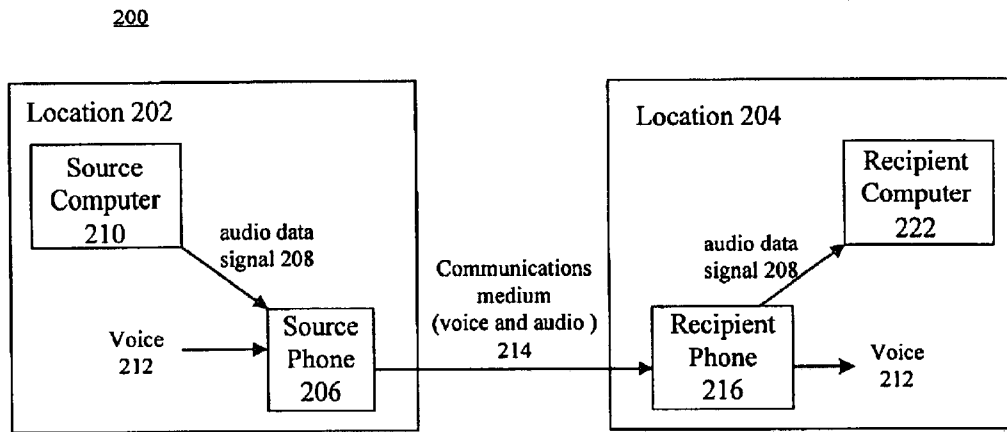 200
Location 202
Source
Computer
210
audio data
signal 208
Voice
212
Source
Phone
206
Communications
medium
(voice and audio )
214
Location 204
Recipient
Computer
222
audio data
signal 208
Recipient
Phone
216
Voice
212